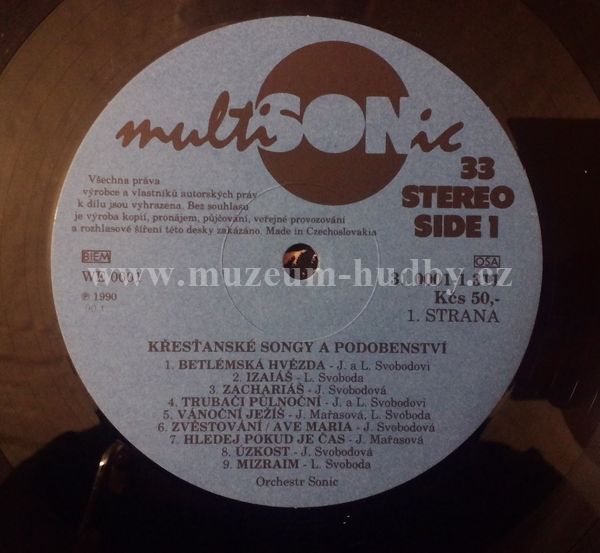 multiSONic
33
STEREO
SIDE 1
Všechna práva
výrobce a vlastníků autorských práv
k dílu jsou vyhrazena. Bez souhlasu
je výroba kopií, pronájem, půjčování, veřejné provozování
a rozhlasové šíření této desky zakázáno. Made in Czechoslovakia
BIEM
OSA
www.muzeum-hudby.cz
℗ 1990
Kčs 50,-
1. STRANA
KŘESŤANSKÉ SONGY A PODOBENSTVÍ
1. BETLÉMSKÁ HVĚZDA - J. a L. Svobodovi
2. IZAIÁŠ - L. Svoboda
3. ZACHARIÁŠ - J. Svobodová
4. TRUBAČI PŮLNOČNÍ - J. a L. Svobodovi
5. VÁNOČNÍ JEŽÍŠ - J. Mařasová, L. Svoboda
6. ZVĚSTOVÁNÍ / AVE MARIA - J. Svobodová
7. HLEDEJ POKUD JE ČAS - J. Mařasová
8. ÚZKOST - J. Svobodová
9. MIZRAIM - L. Svoboda
Orchestr Sonic